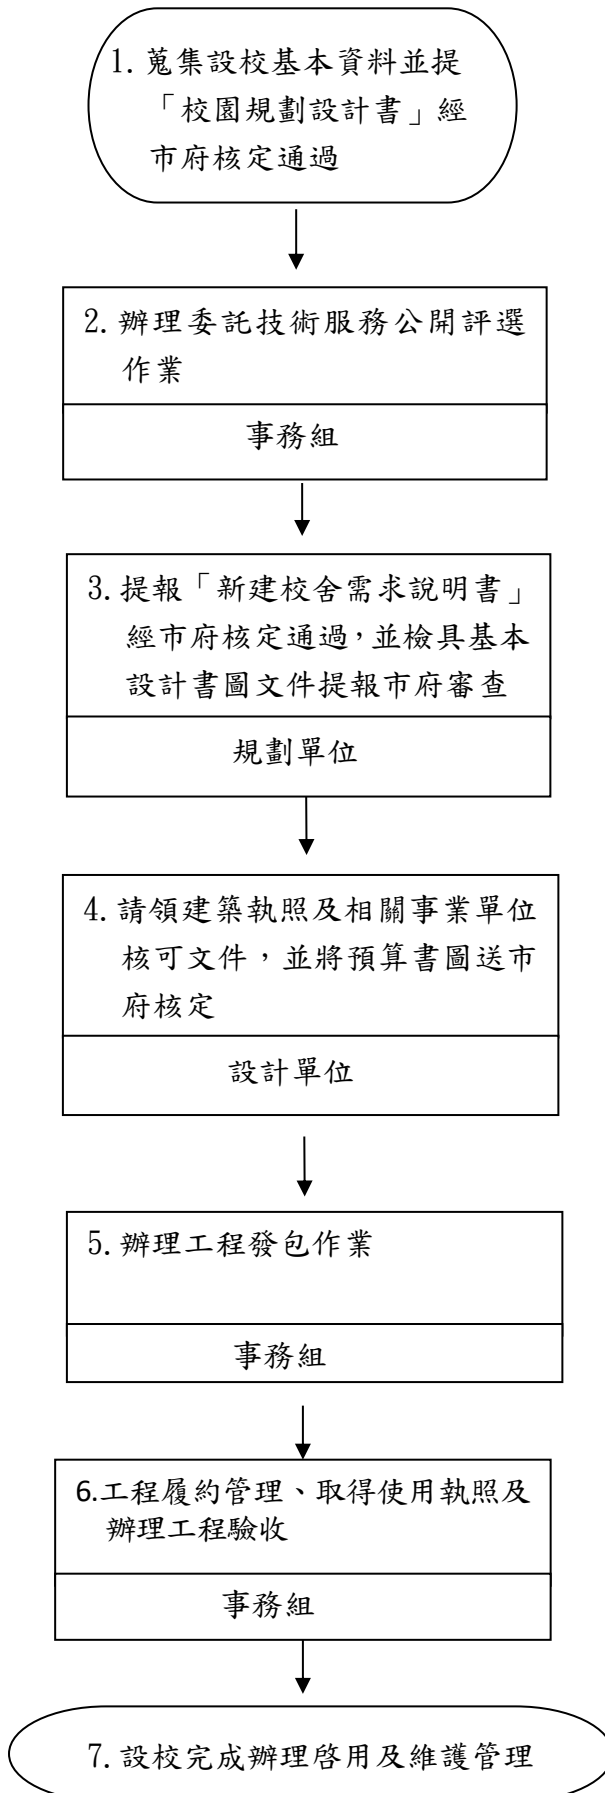 1. 蒐集設校基本資料並提
「校園規劃設計書」經
市府核定通過
2. 辦理委託技術服務公開評選
作業
事務組
3. 提報「新建校舍需求說明書」
經市府核定通過，並檢具基本
設計書圖文件提報市府審查
規劃單位
4. 請領建築執照及相關事業單位
核可文件，並將預算書圖送市
府核定
設計單位
5. 辦理工程發包作業
事務組
6.工程履約管理、取得使用執照及
辦理工程驗收
事務組
7. 設校完成辦理啓用及維護管理